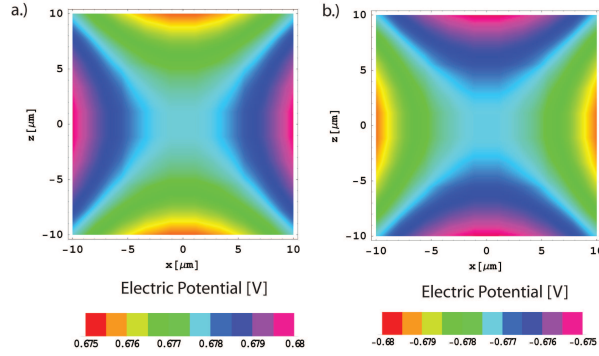 a.)
10
5
0
-5
-10
z [μm]
-10 -5 0 5 10
x [μm]
Electric Potential [V]
0.675 0.676 0.677 0.678 0.679 0.68
b.)
10
5
0
-5
10
z [μm]
-10 -5 0 5 10
x [μm]
Electric Potential [V]
-0.68 -0.679 -0.678 -0.677 -0.676 -0.675